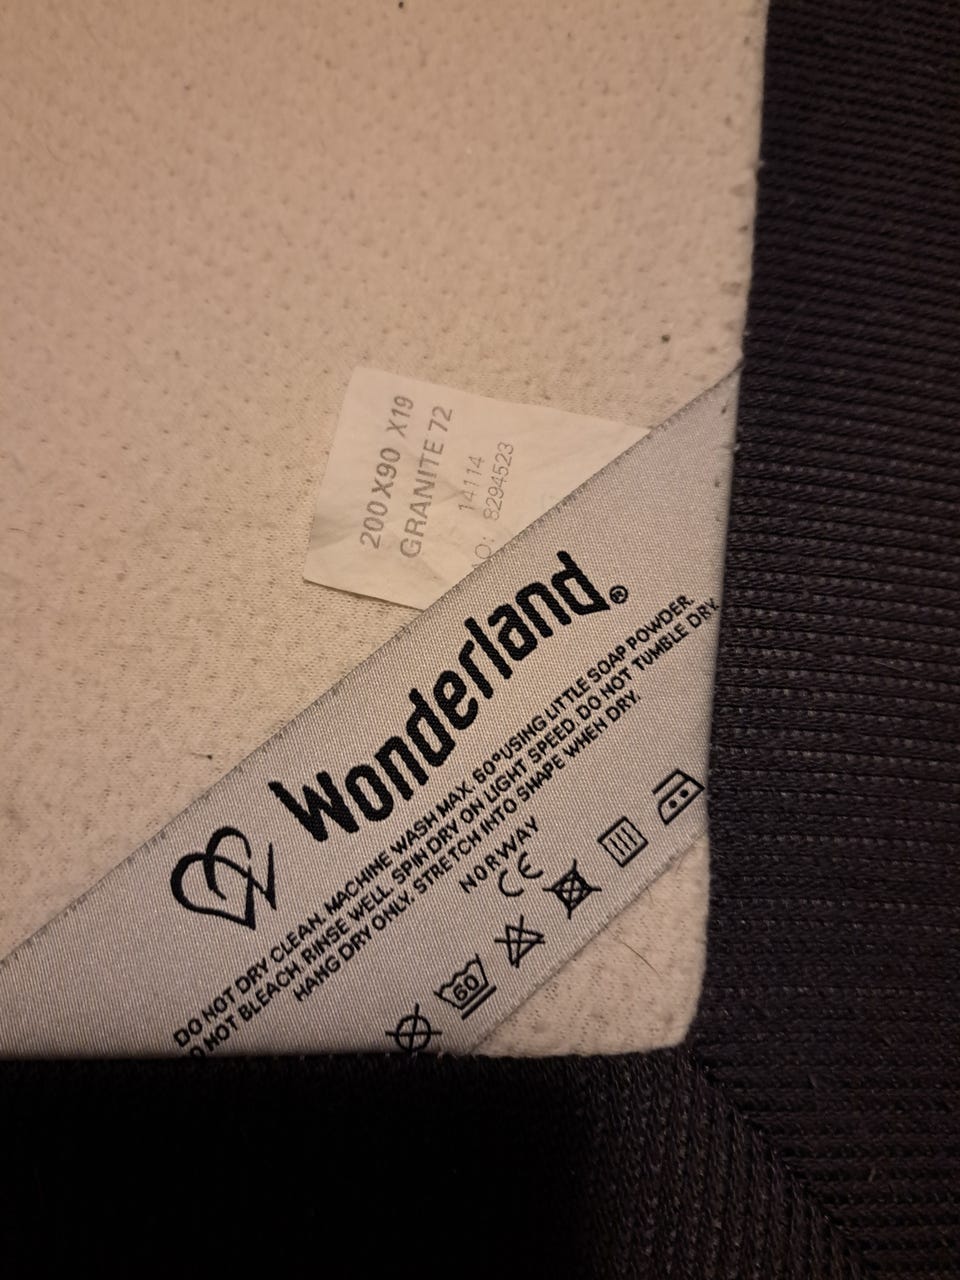 200X90 X19
GRANITE 72
14114
O: 8294523
Wonderland®
DO NOT DRY CLEAN. MACHINE WASH MAX. 60° USING LITTLE SOAP POWDER.
DO NOT BLEACH. RINSE WELL. SPIN DRY ON LIGHT SPEED. DO NOT TUMBLE DRY.
HANG DRY ONLY. STRETCH INTO SHAPE WHEN DRY.
NORWAY
CE
60